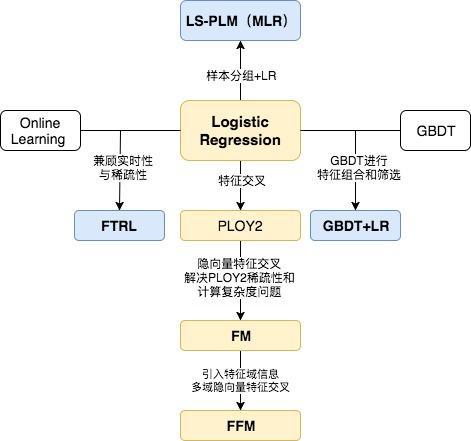 LS-PLM（MLR）
样本分组+LR
Online
Learning
Logistic
Regression
GBDT
兼顾实时性
与稀疏性
特征交叉
GBDT进行
特征组合和筛选
FTRL
PLOY2
GBDT+LR
隐向量特征交叉
解决PLOY2稀疏性和
计算复杂度问题
FM
引入特征域信息
多域隐向量特征交叉
FFM